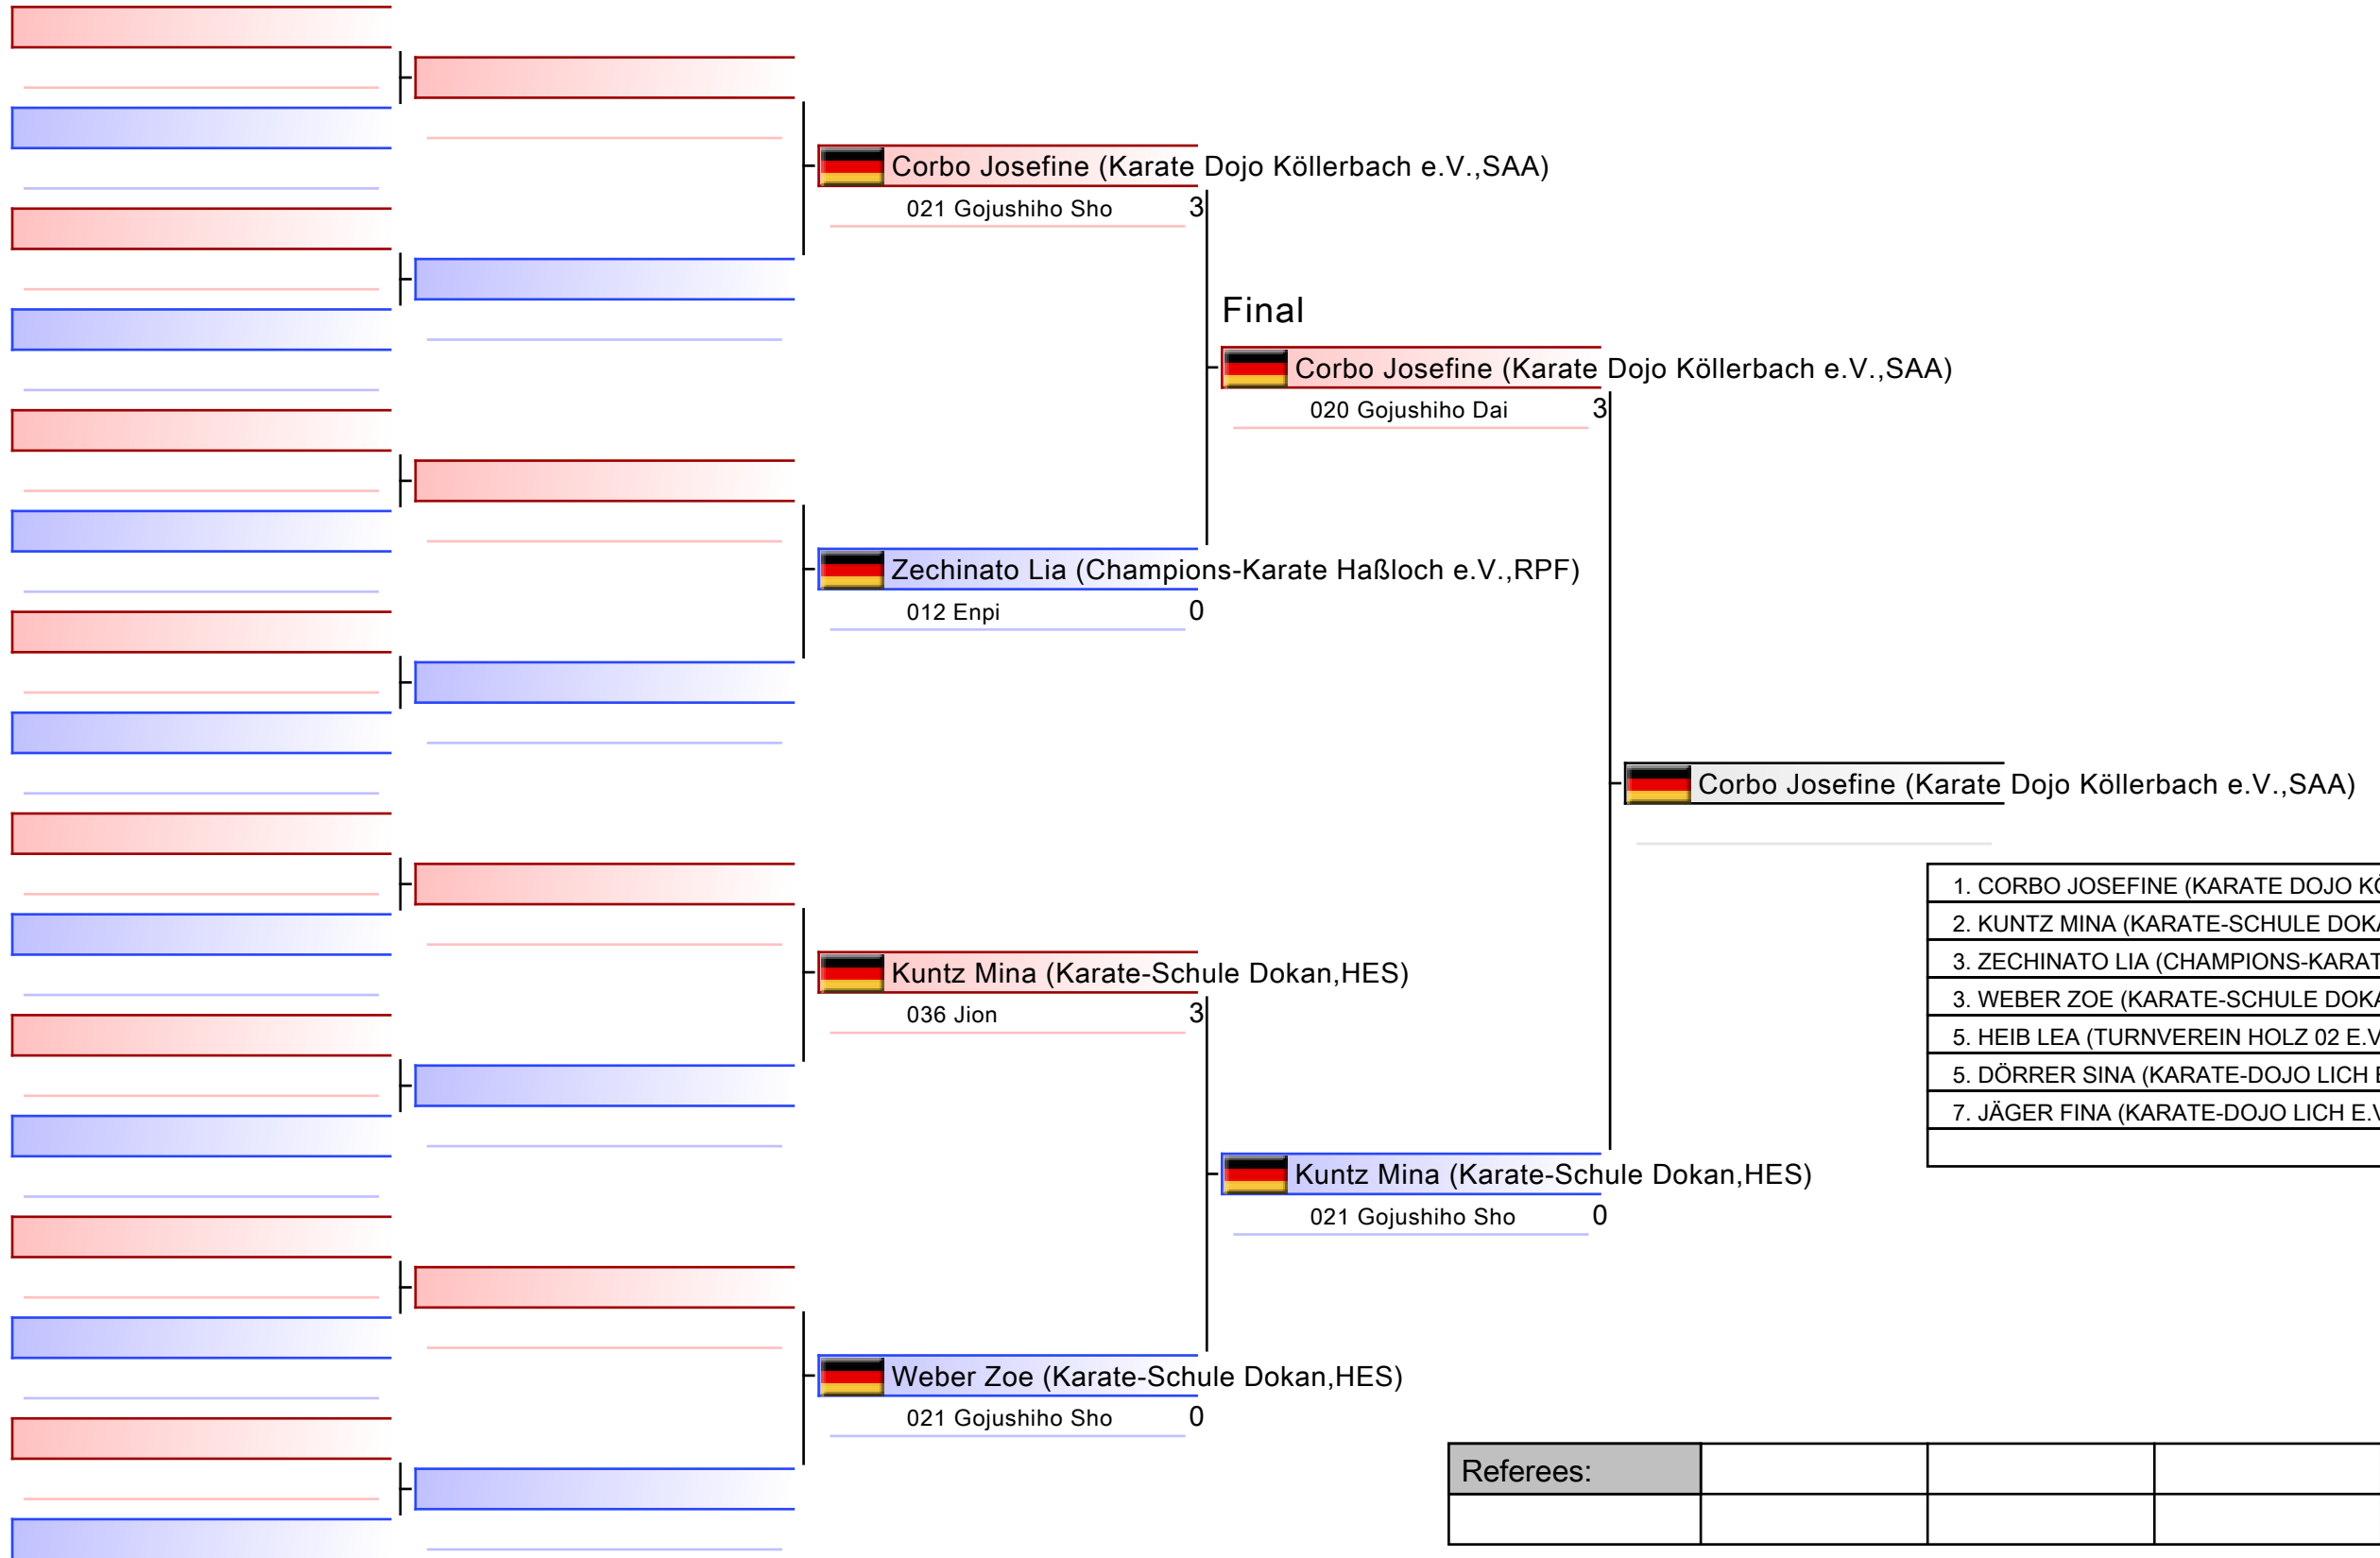 Corbo Josefine (Karate Dojo Köllerbach e.V.,SAA)
021 Gojushiho Sho 3
Final
Corbo Josefine (Karate Dojo Köllerbach e.V.,SAA)
020 Gojushiho Dai 3
Zechinato Lia (Champions-Karate Haßloch e.V.,RPF)
012 Enpi 0
Corbo Josefine (Karate Dojo Köllerbach e.V.,SAA)
1. CORBO JOSEFINE (KARATE DOJO
2. KUNTZ MINA (KARATE-SCHULE
3. ZECHINATO LIA
3. WEBER ZOE (KARATE-SCHULE
5. HEIB LEA (TURNVEREIN HOLZ 02
5. DÖRRER SINA (KARATE-DOJO LICH
7. JÄGER FINA (KARATE-DOJO LICH
Kuntz Mina (Karate-Schule Dokan,HES)
036 Jion 3
Kuntz Mina (Karate-Schule Dokan,HES)
021 Gojushiho Sho 0
Weber Zoe (Karate-Schule Dokan,HES)
021 Gojushiho Sho 0
Referees: